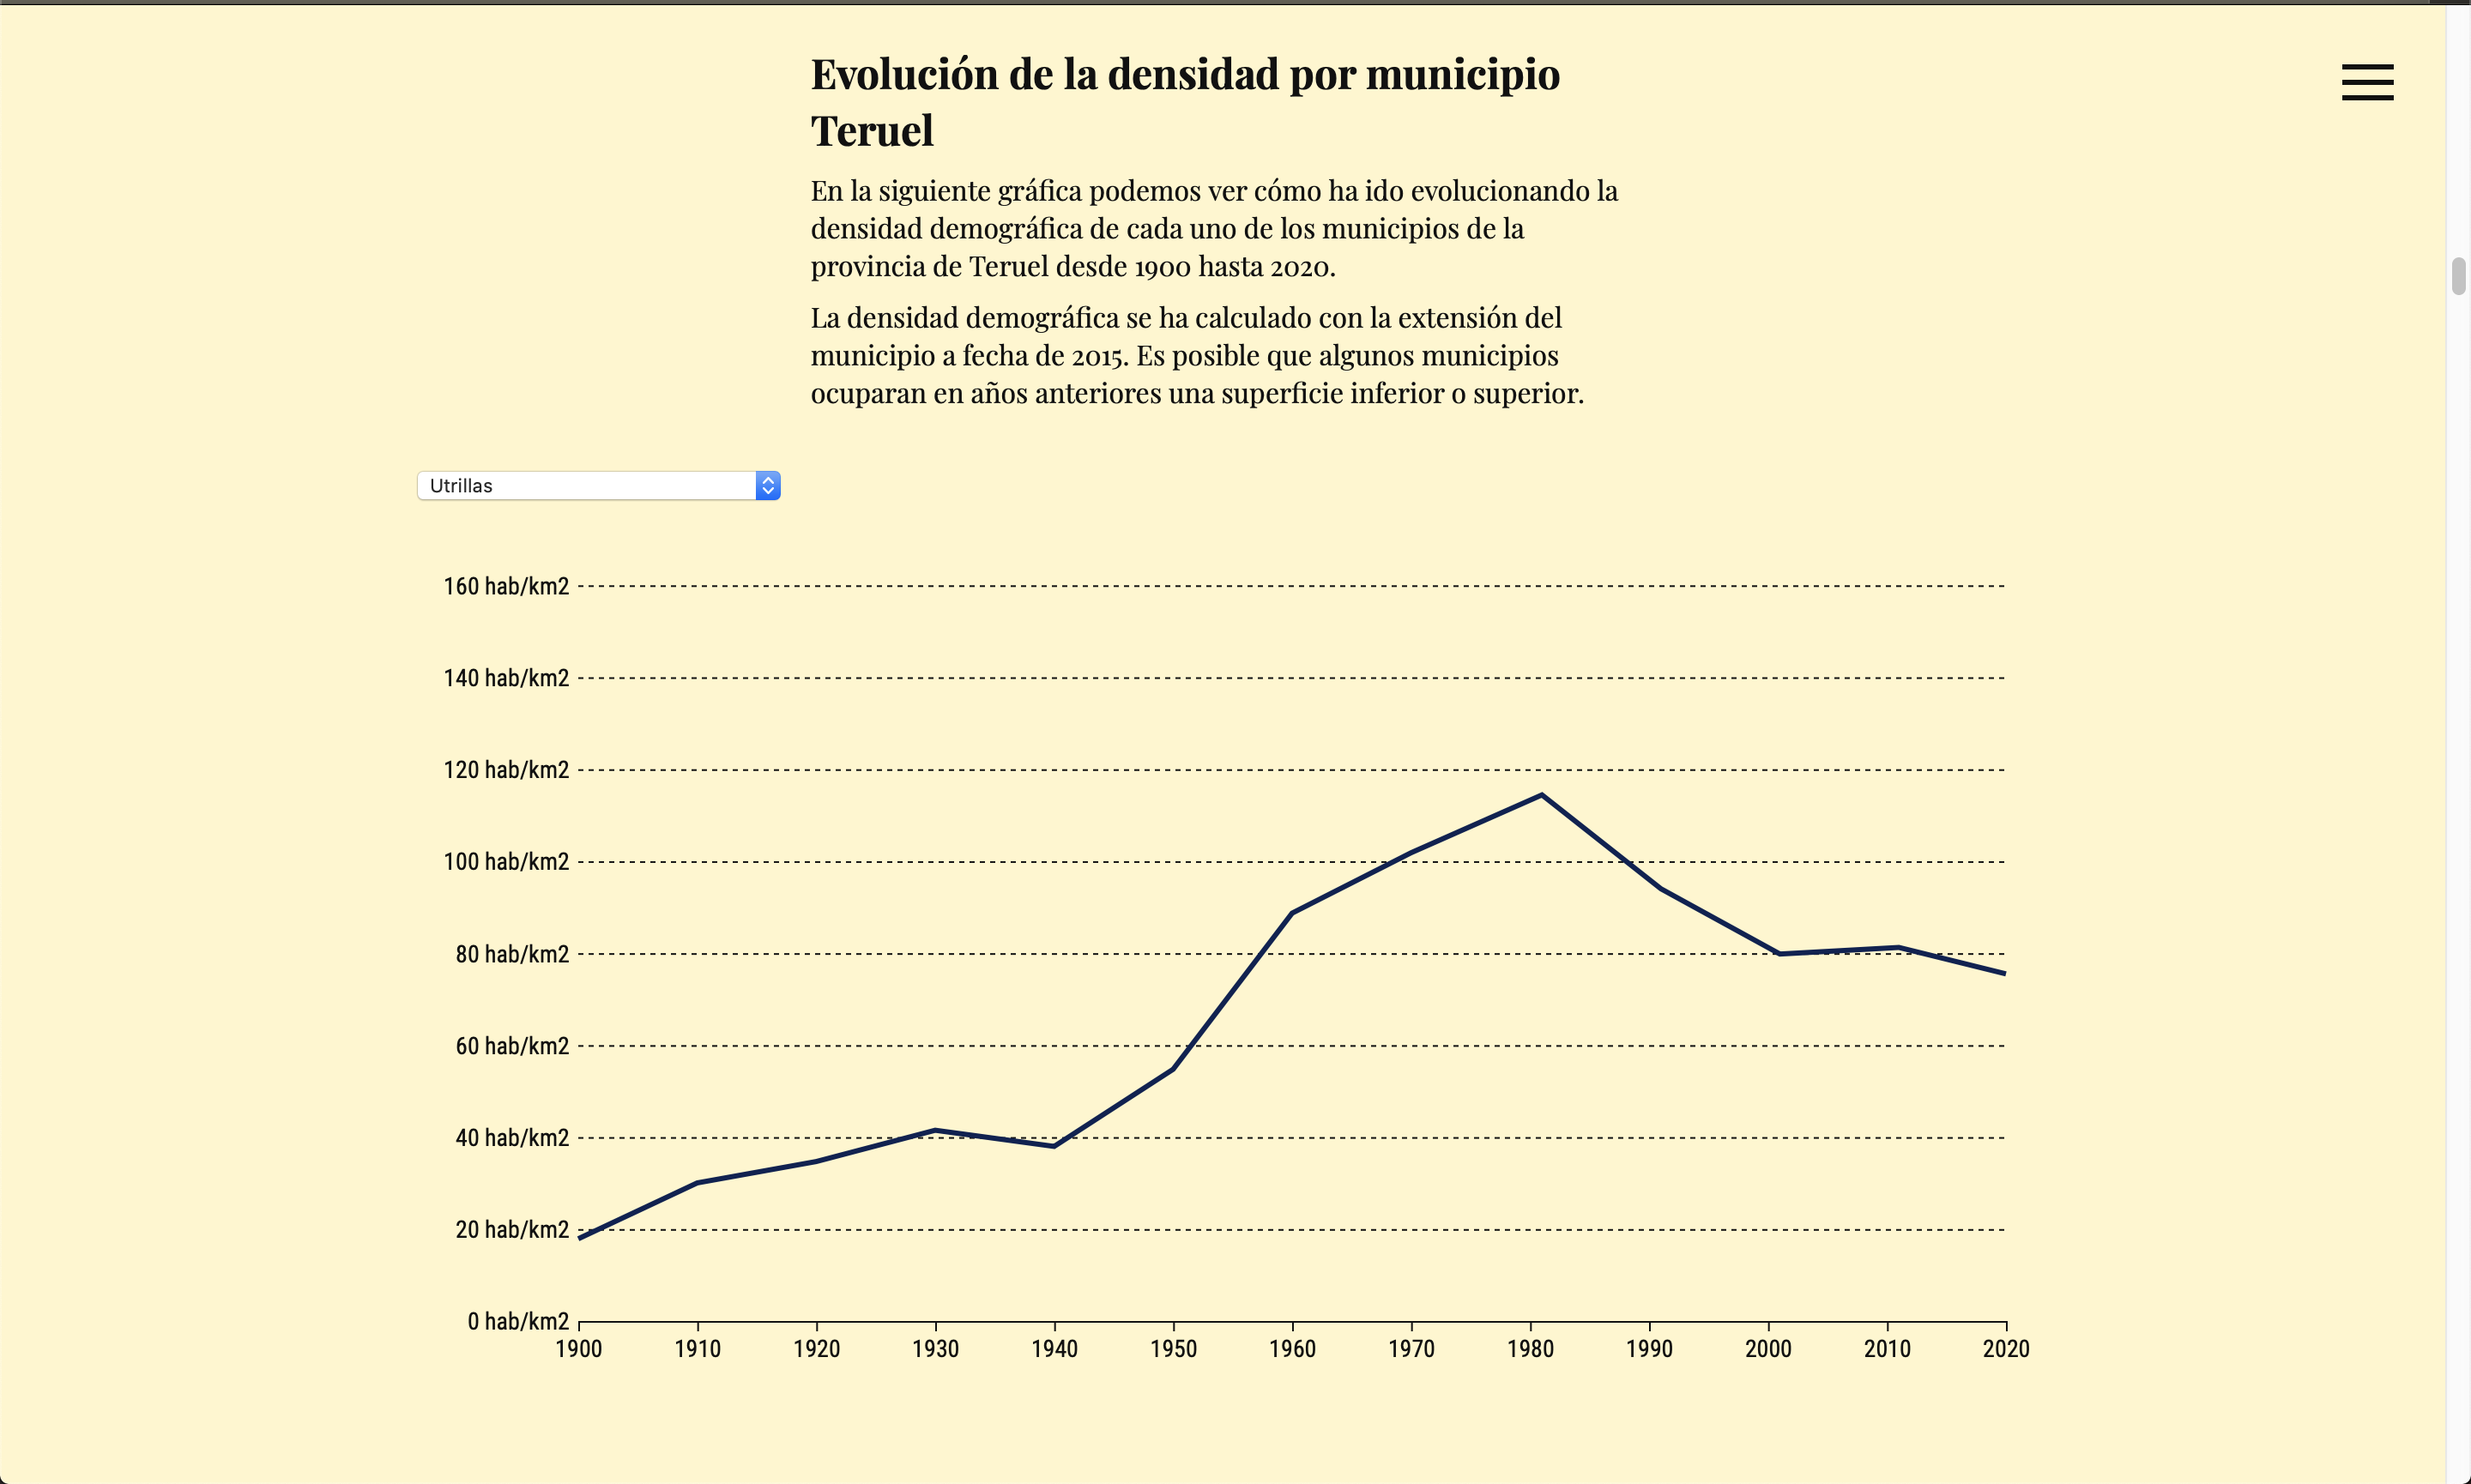 Evolución de la densidad por municipio
Teruel
En la siguiente gráfica podemos ver cómo ha ido evolucionando la
densidad demográfica de cada uno de los municipios de la
provincia de Teruel desde 1900 hasta 2020.
La densidad demográfica se ha calculado con la extensión del
municipio a fecha de 2015. Es posible que algunos municipios
ocuparan en años anteriores una superficie inferior o superior.
Utrillas
160 hab/km2
140 hab/km2
120 hab/km2
100 hab/km2
80 hab/km2
60 hab/km2
40 hab/km2
20 hab/km2
0 hab/km2
1900 1910 1920 1930 1940 1950 1960 1970 1980 1990 2000 2010 2020